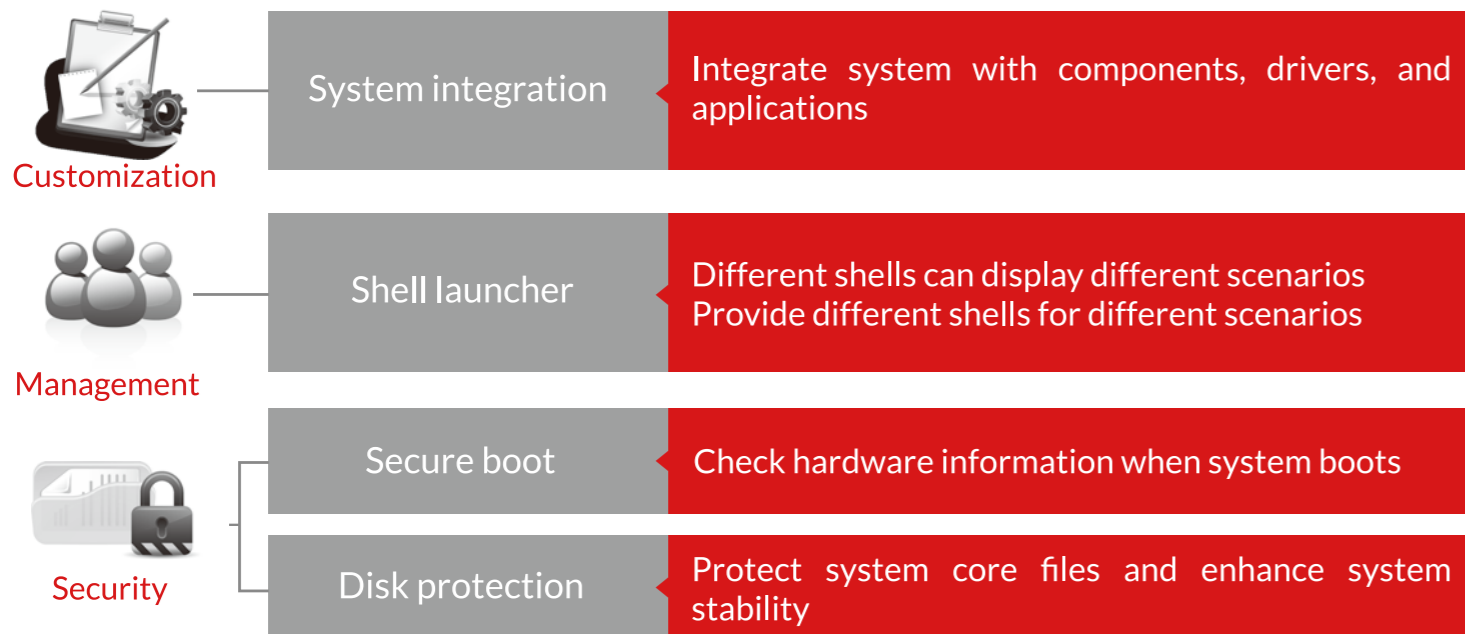 Customization
System integration
Integrate system with components, drivers, and
applications
Management
Shell launcher
Different shells can display different scenarios
Provide different shells for different scenarios
Security
Secure boot
Check hardware information when system boots
Disk protection
Protect system core files and enhance system
stability